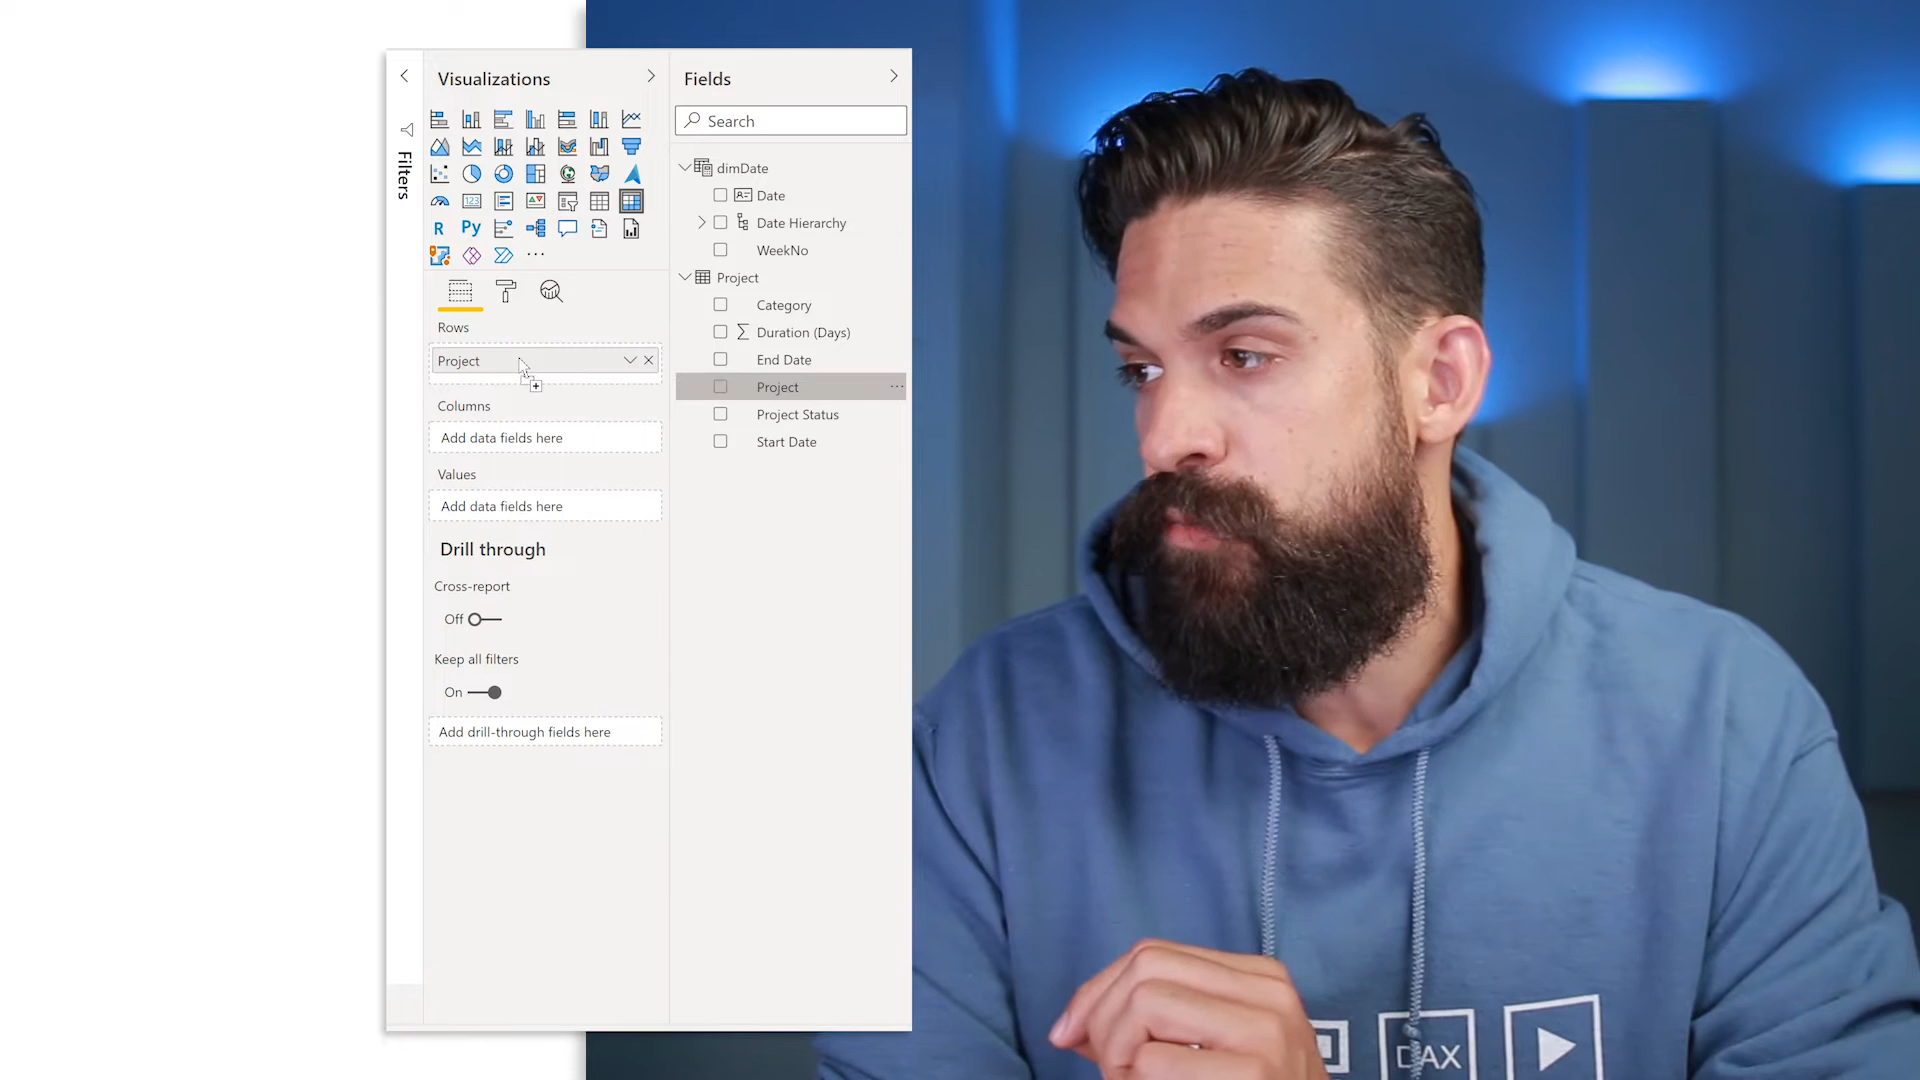 Visualizations
Filters
123
R
Py
...
Rows
Project
Columns
Add data fields here
Values
Add data fields here
Drill through
Cross-report
Off
Keep all filters
On
Add drill-through fields here
Fields
Search
dimDate
Date
Date Hierarchy
WeekNo
Project
Category
Duration (Days)
End Date
Project
...
Project Status
Start Date
DAX